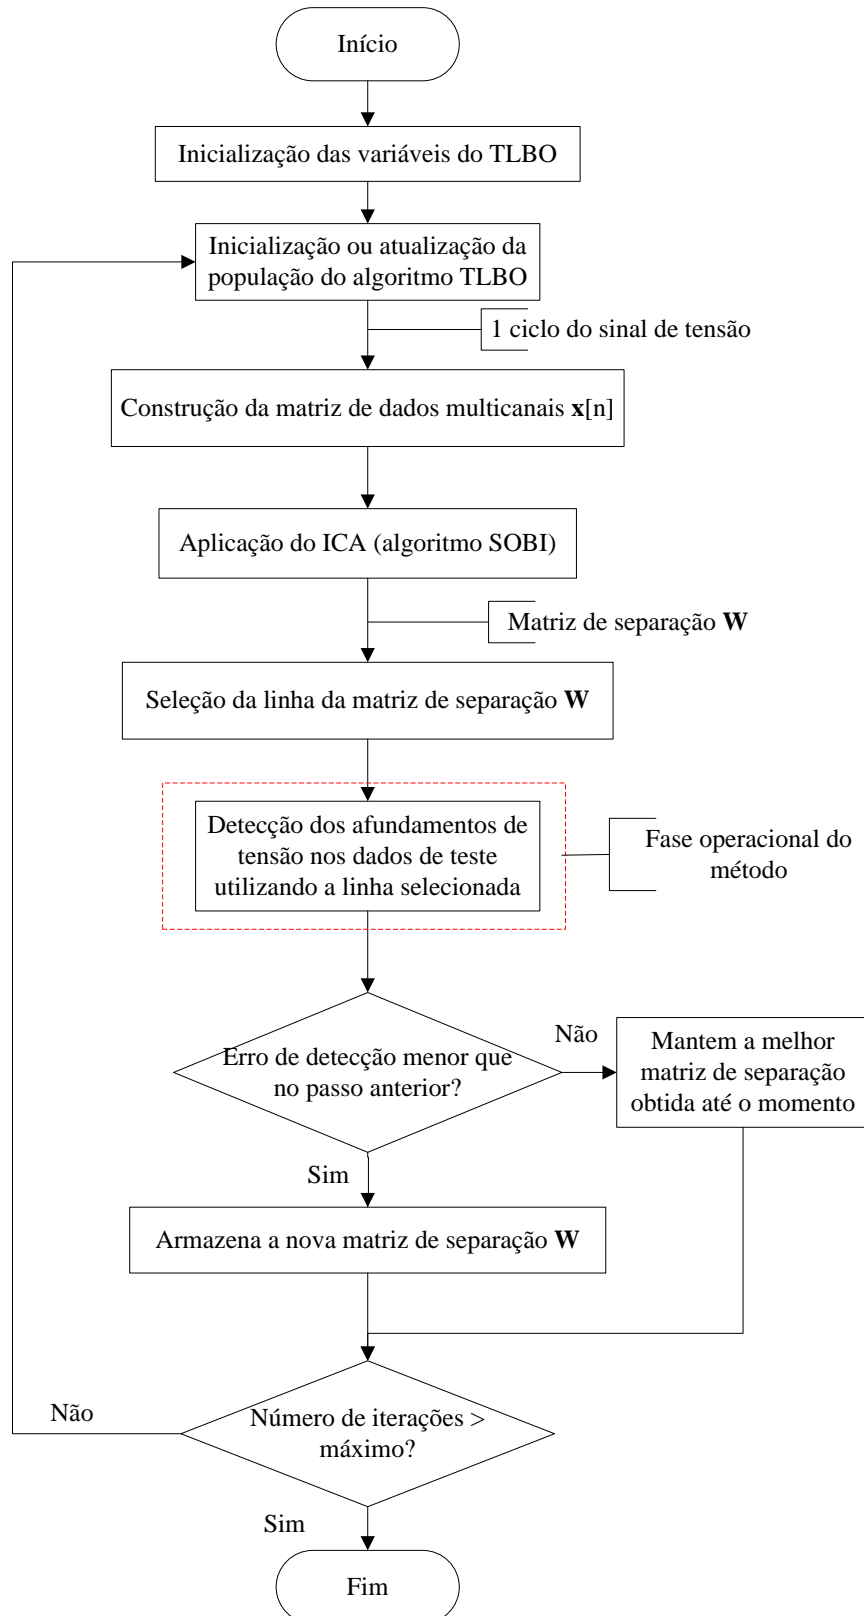 Início
Inicialização das variáveis do TLBO
Inicialização ou atualização da
população do algoritmo TLBO
1 ciclo do sinal de tensão
Construção da matriz de dados multicanais x[n]
Aplicação do ICA (algoritmo SOBI)
Matriz de separação W
Seleção da linha da matriz de separação W
Detecção dos afundamentos de
tensão nos dados de teste
utilizando a linha selecionada
Fase operacional do
método
Erro de detecção menor que
no passo anterior?
Não
Mantem a melhor
matriz de separação
obtida até o momento
Sim
Armazena a nova matriz de separação W
Não
Número de iterações >
máximo?
Sim
Fim